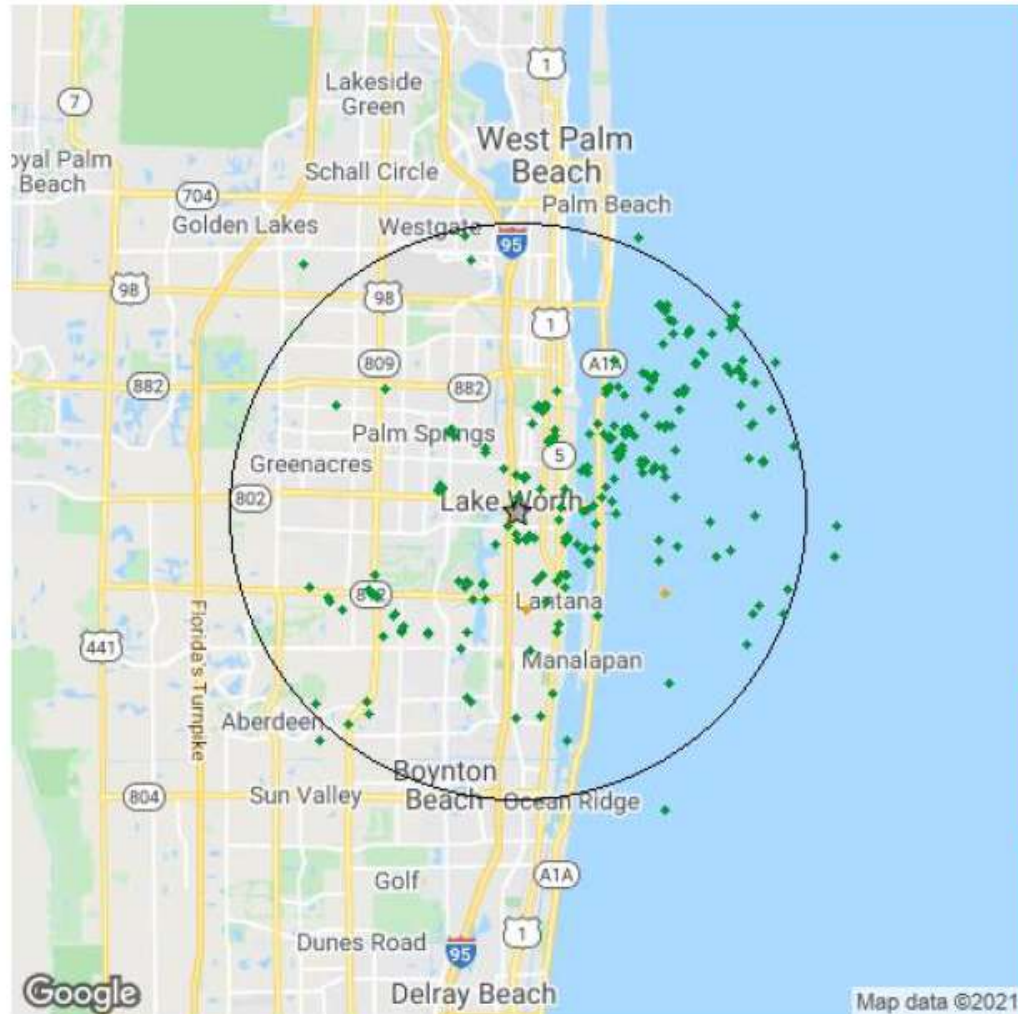 1
Lakeside
Green
7
West Palm
Beach
oyal Palm
Beach
Schall Circle
704
Palm Beach
Golden Lakes
Westgate
95
98
98
1
809
A1A
882
882
Palm Springs
5
Greenacres
802
Lake Worth
812
Lantana
Florida's Turnpike
441
Manalapan
Aberdeen
Boynton
Beach
804
Sun Valley
Ocean Ridge
Golf
A1A
Dunes Road
95
1
Delray Beach
Google
Map data ©2021